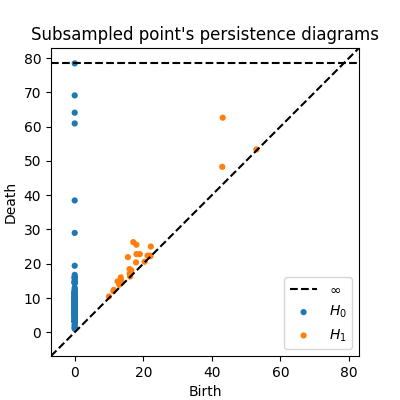 Subsampled point's persistence diagrams
80
70
60
50
40
30
20
10
0
Death
∞
H₀
H₁
0 20 40 60 80
Birth